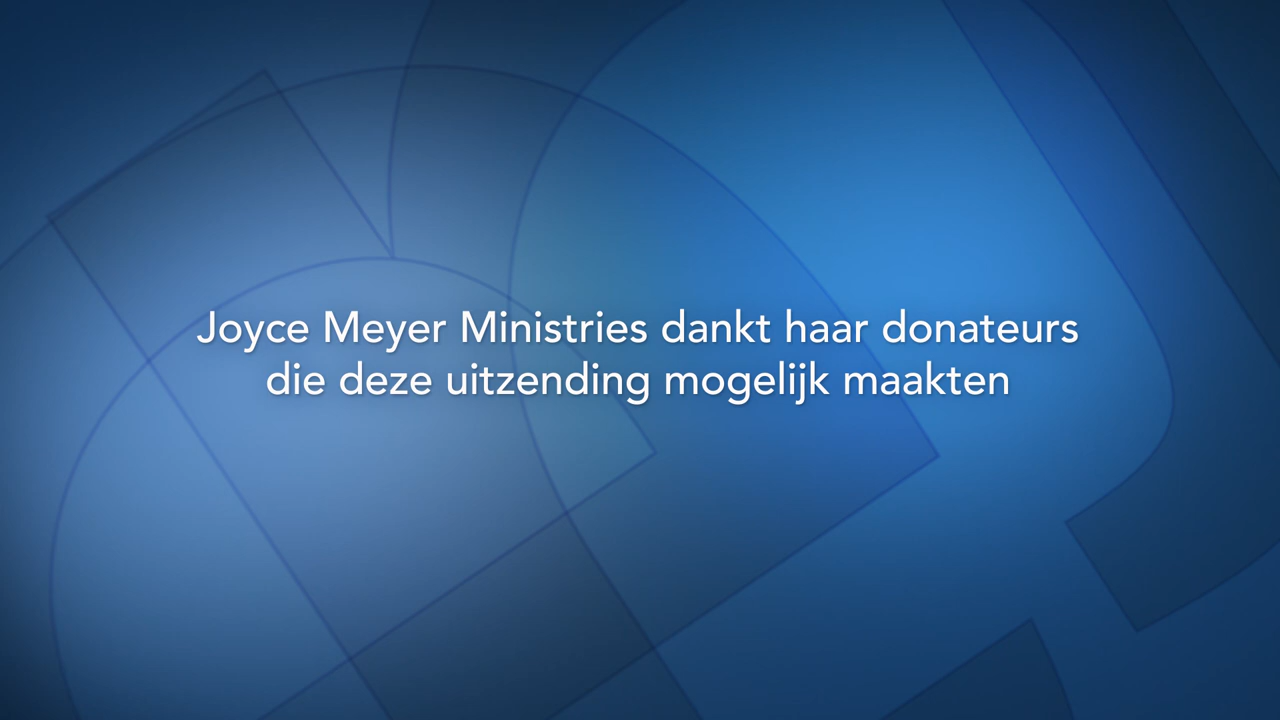 Joyce Meyer Ministries dankt haar donateurs
die deze uitzending mogelijk maakten